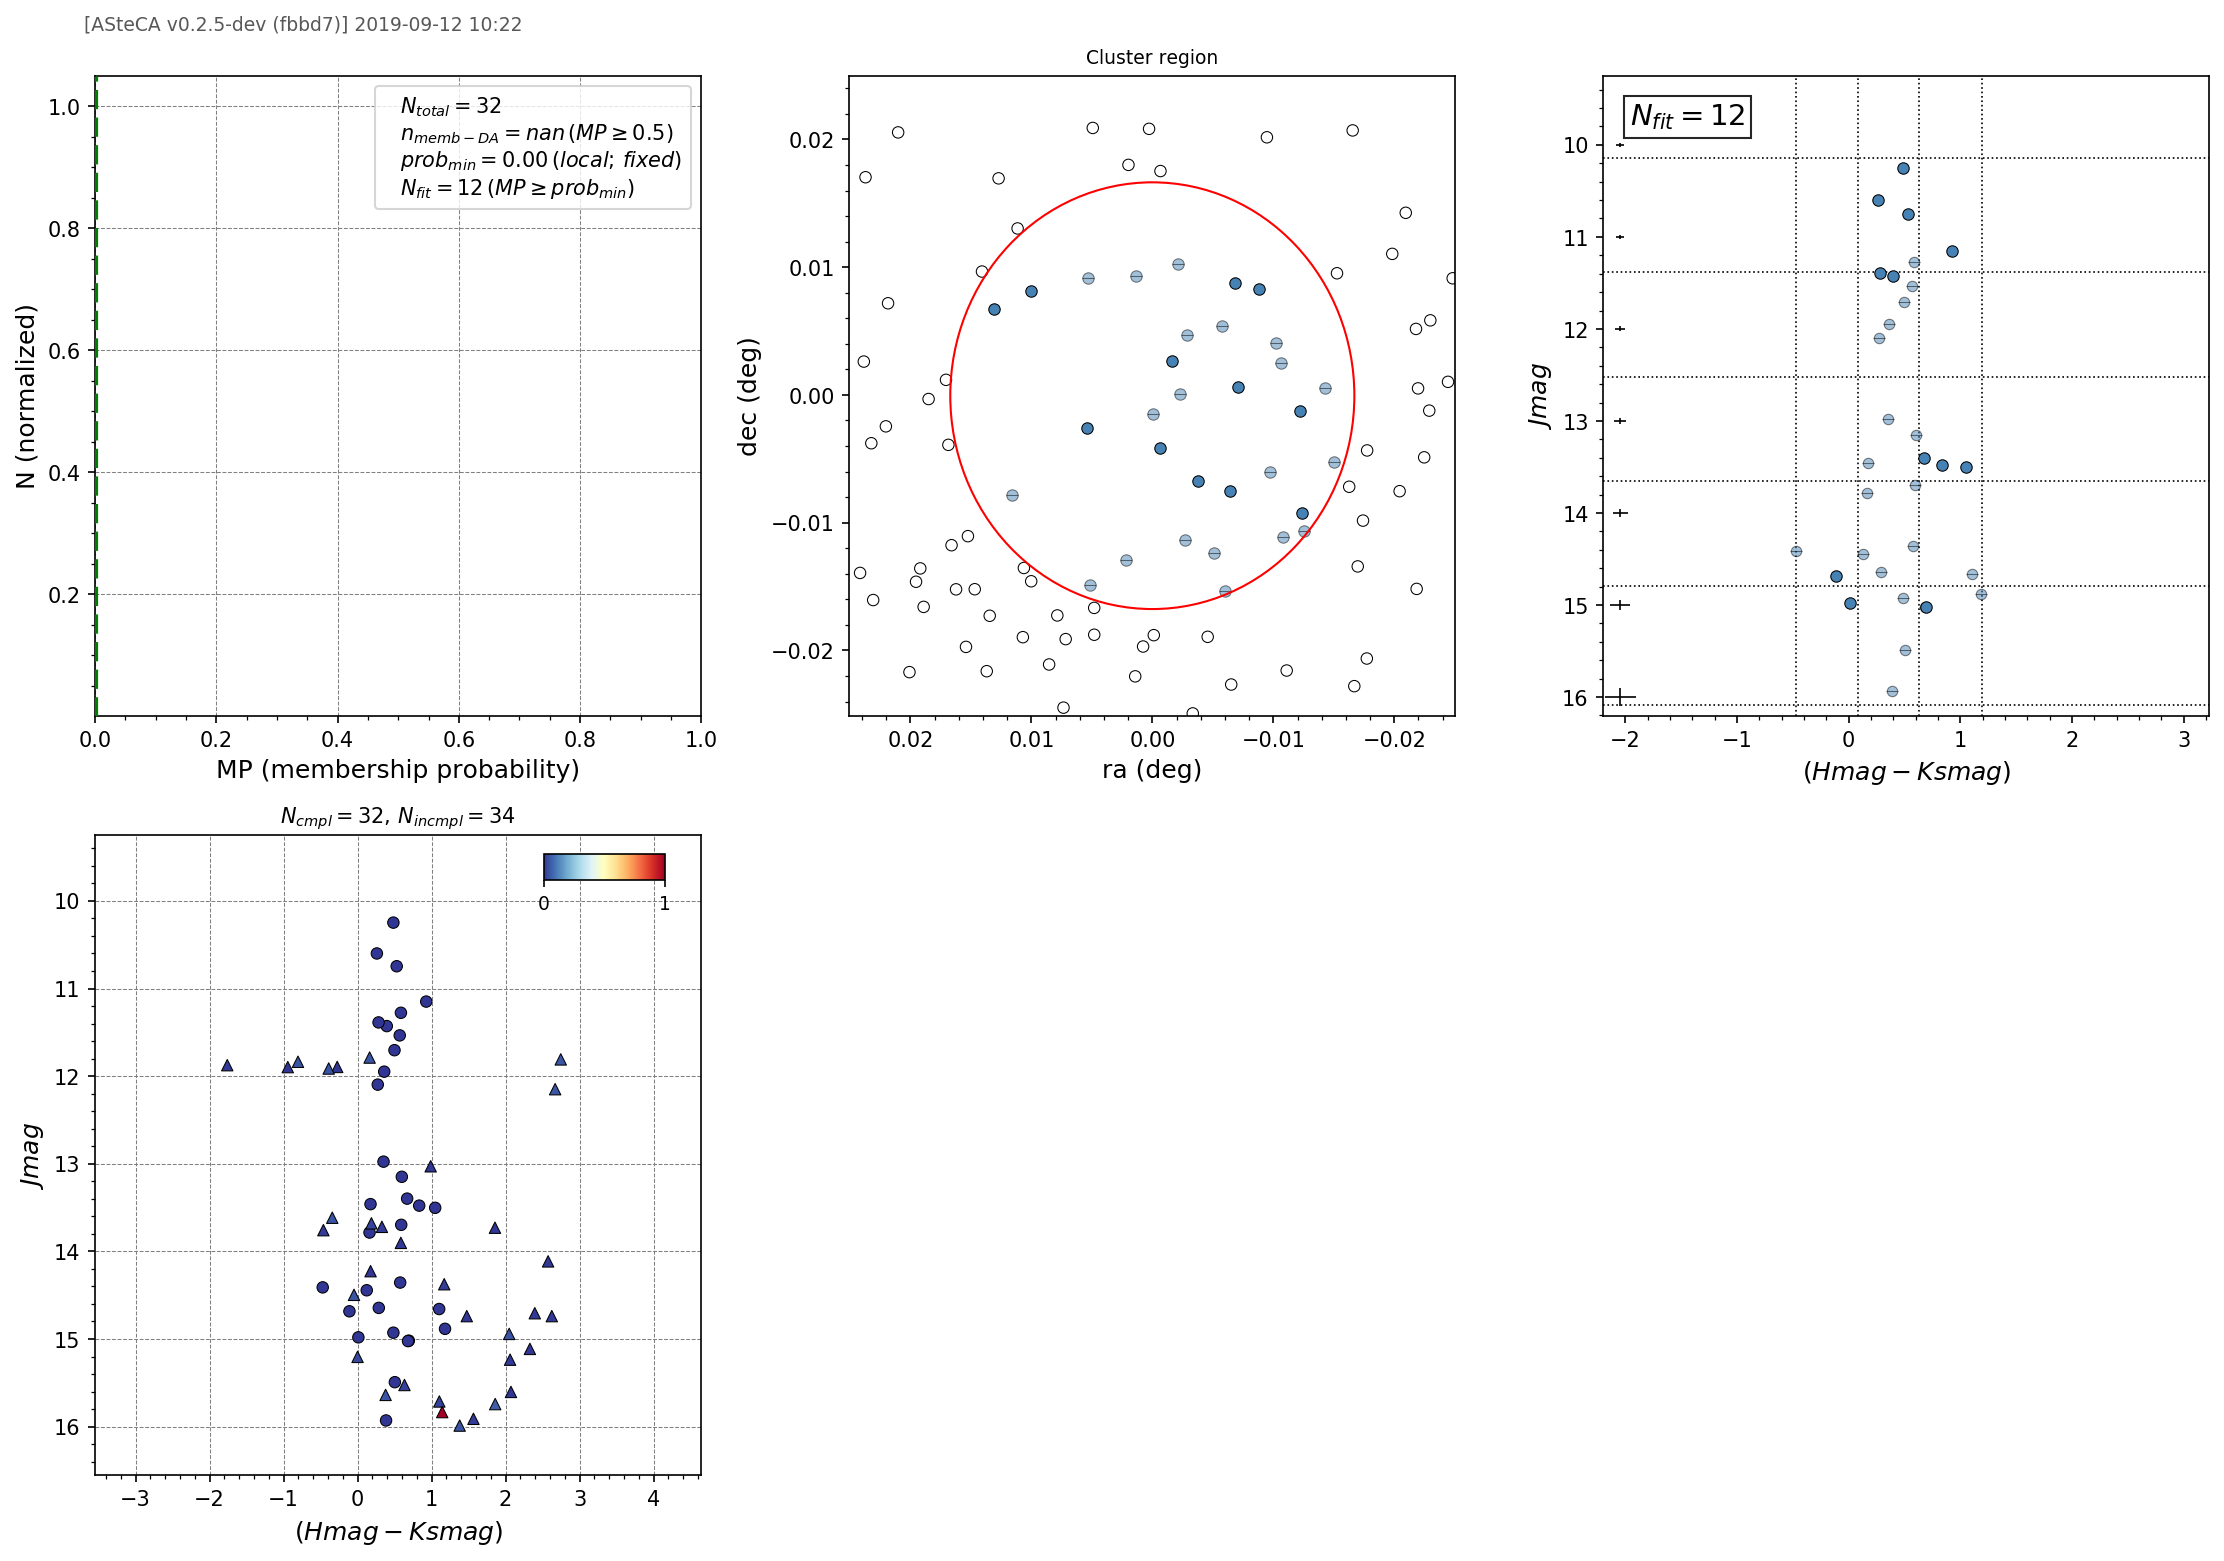 [ASteCA v0.2.5-dev (fbbd7)] 2019-09-12 10:22
N_total = 32
n_memb−DA = nan (MP ≥ 0.5)
prob_min = 0.00 (local; fixed)
N_fit = 12 (MP ≥ prob_min)
1.0
0.8
0.6
0.4
0.2
N (normalized)
0.0 0.2 0.4 0.6 0.8 1.0
MP (membership probability)
Cluster region
0.02
0.01
0.00
−0.01
−0.02
dec (deg)
0.02 0.01 0.00 −0.01 −0.02
ra (deg)
N_fit = 12
10
11
12
13
14
15
16
Jmag
−2 −1 0 1 2 3
(Hmag − Ksmag)
N_cmpl = 32, N_incmpl = 34
0 1
10
11
12
13
14
15
16
Jmag
−3 −2 −1 0 1 2 3 4
(Hmag − Ksmag)